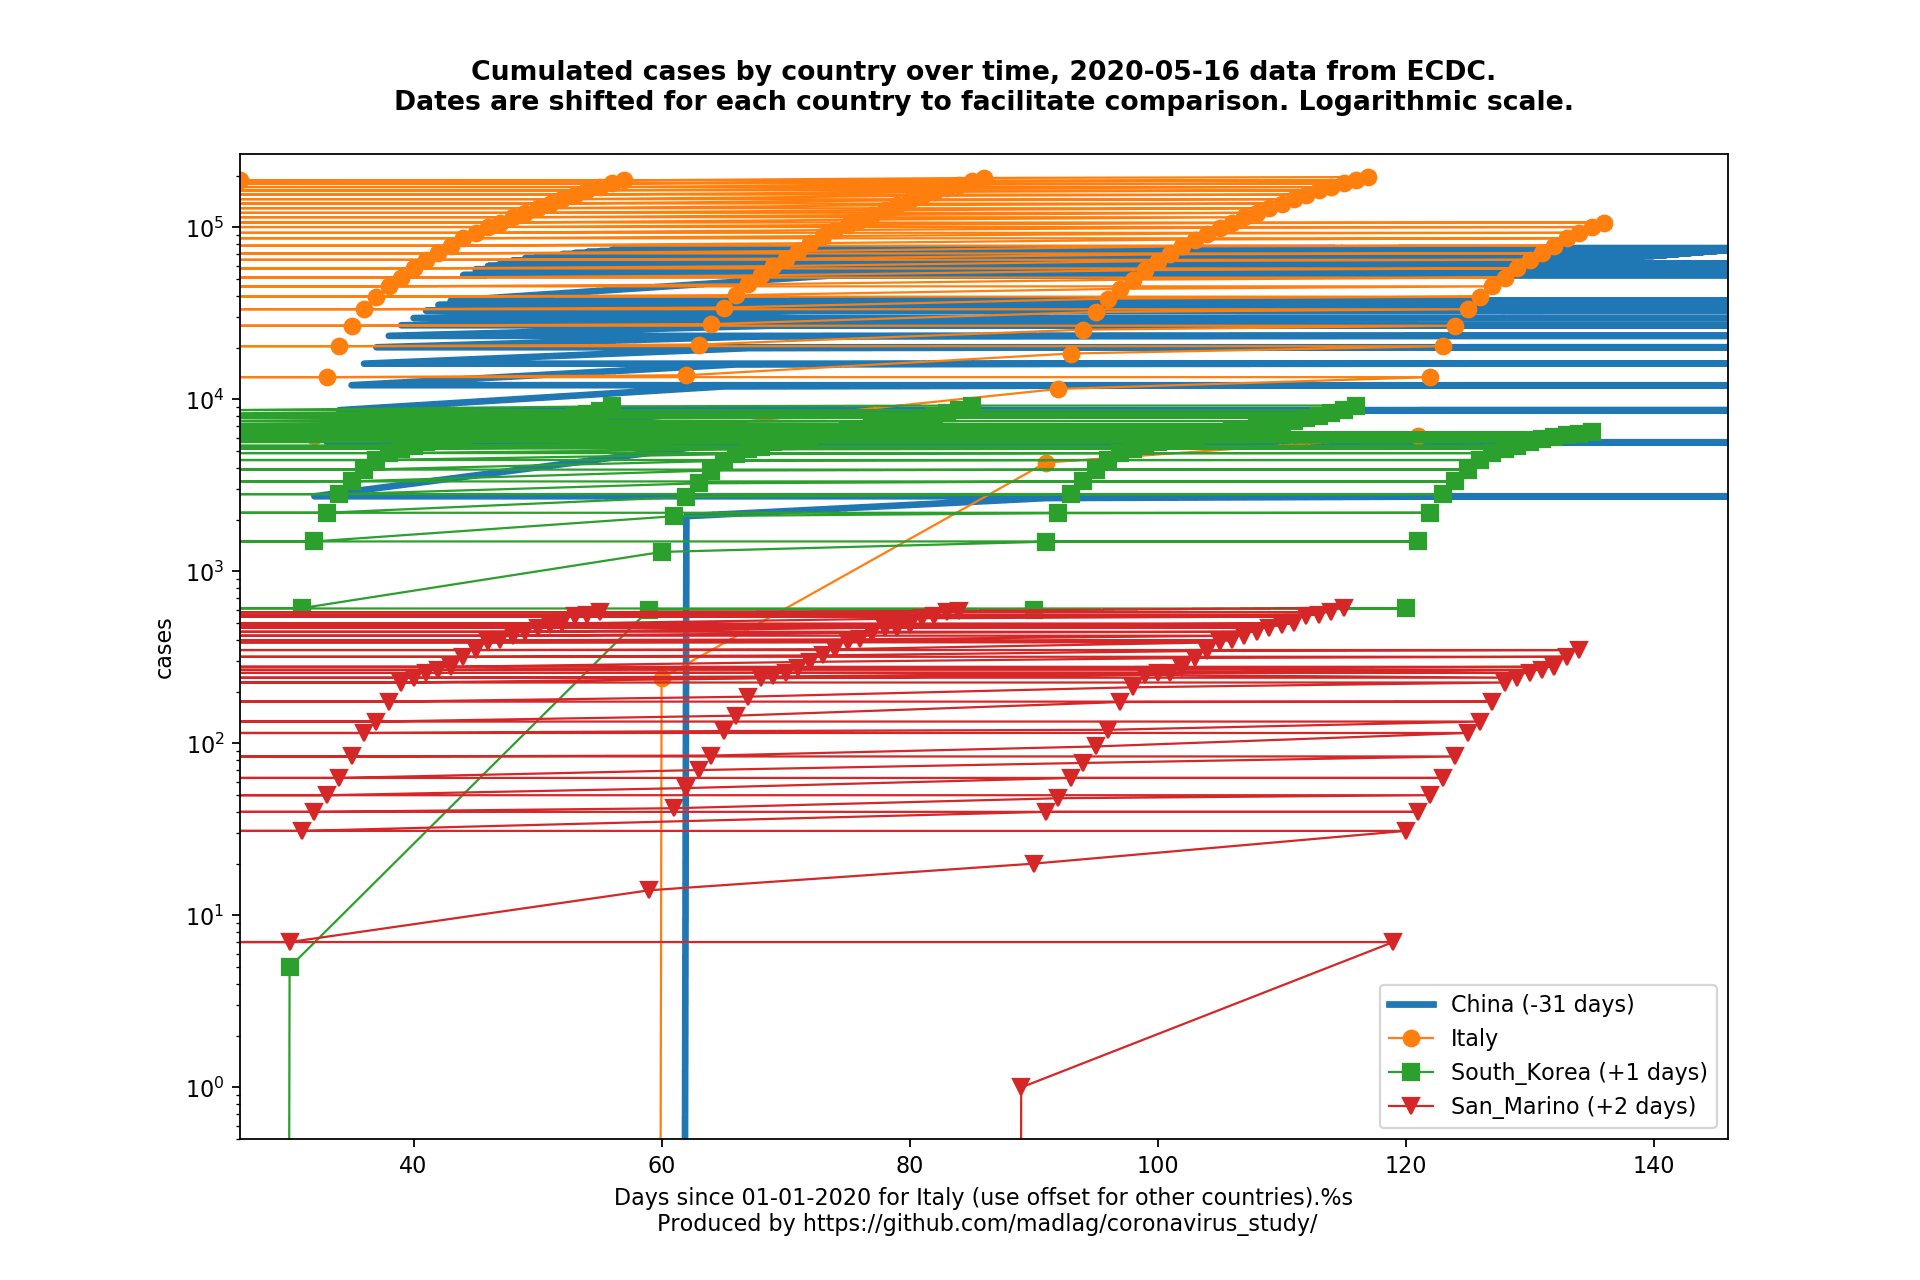 Cumulated cases by country over time, 2020-05-16 data from ECDC.
Dates are shifted for each country to facilitate comparison. Logarithmic scale.
10^5
10^4
10^3
10^2
10^1
10^0
cases
40 60 80 100 120 140
China (-31 days)
Italy
South_Korea (+1 days)
San_Marino (+2 days)
Days since 01-01-2020 for Italy (use offset for other countries).%s
Produced by https://github.com/madlag/coronavirus_study/